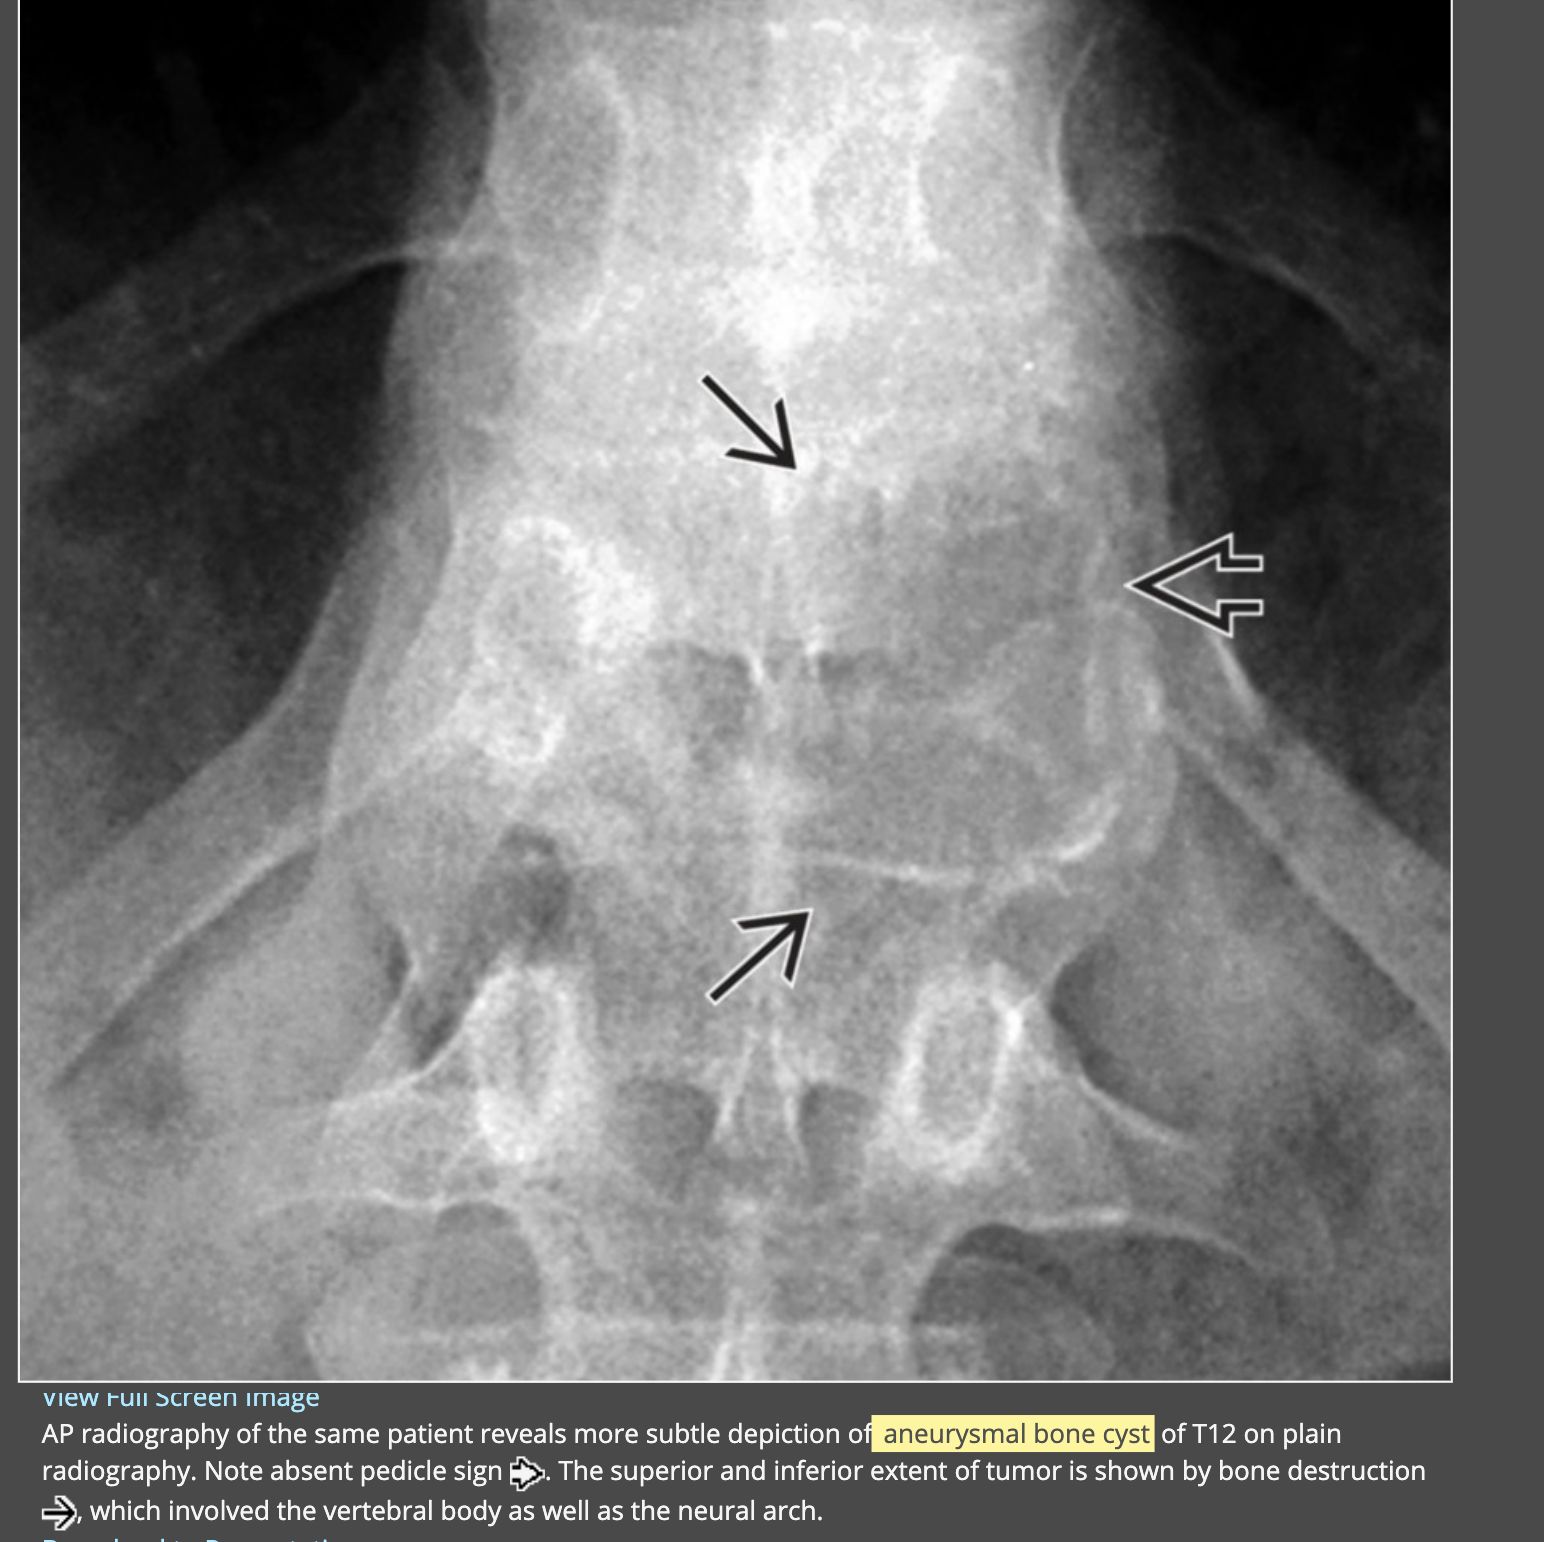 View Full Screen Image
AP radiography of the same patient reveals more subtle depiction of aneurysmal bone cyst of T12 on plain
radiography. Note absent pedicle sign . The superior and inferior extent of tumor is shown by bone destruction
, which involved the vertebral body as well as the neural arch.